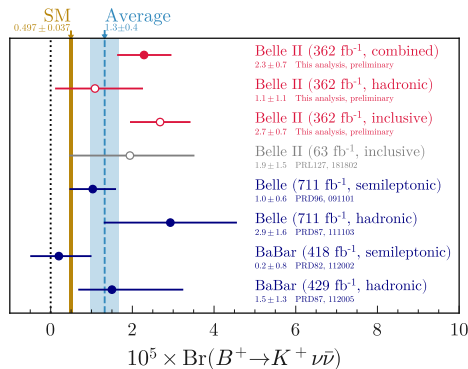 SM
Average
0.497 ± 0.037
1.3±0.4
Belle II (362 fb⁻¹, combined)
2.3±0.7 This analysis, preliminary
Belle II (362 fb⁻¹, hadronic)
1.1±1.1 This analysis, preliminary
Belle II (362 fb⁻¹, inclusive)
2.7±0.7 This analysis, preliminary
Belle II (63 fb⁻¹, inclusive)
1.9±1.5 PRL127, 181802
Belle (711 fb⁻¹, semileptonic)
1.0±0.6 PRD96, 091101
Belle (711 fb⁻¹, hadronic)
2.9±1.6 PRD87, 111103
BaBar (418 fb⁻¹, semileptonic)
0.2±0.8 PRD82, 112002
BaBar (429 fb⁻¹, hadronic)
1.5±1.3 PRD87, 112005
0 2 4 6 8 10
10⁵ × Br(B⁺→K⁺νν̄)